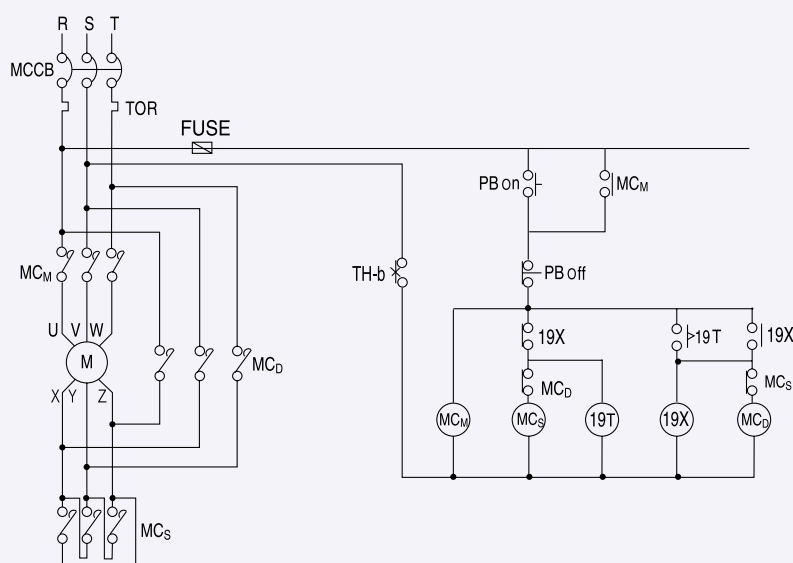 R S T
MCCB
TOR
FUSE
PB on
MCM
TH-b
PB off
MCM
U V W
M
X Y Z
MCD
19X
19T
19X
MCD
MCS
MCM
MCS
19T
19X
MCD
MCS